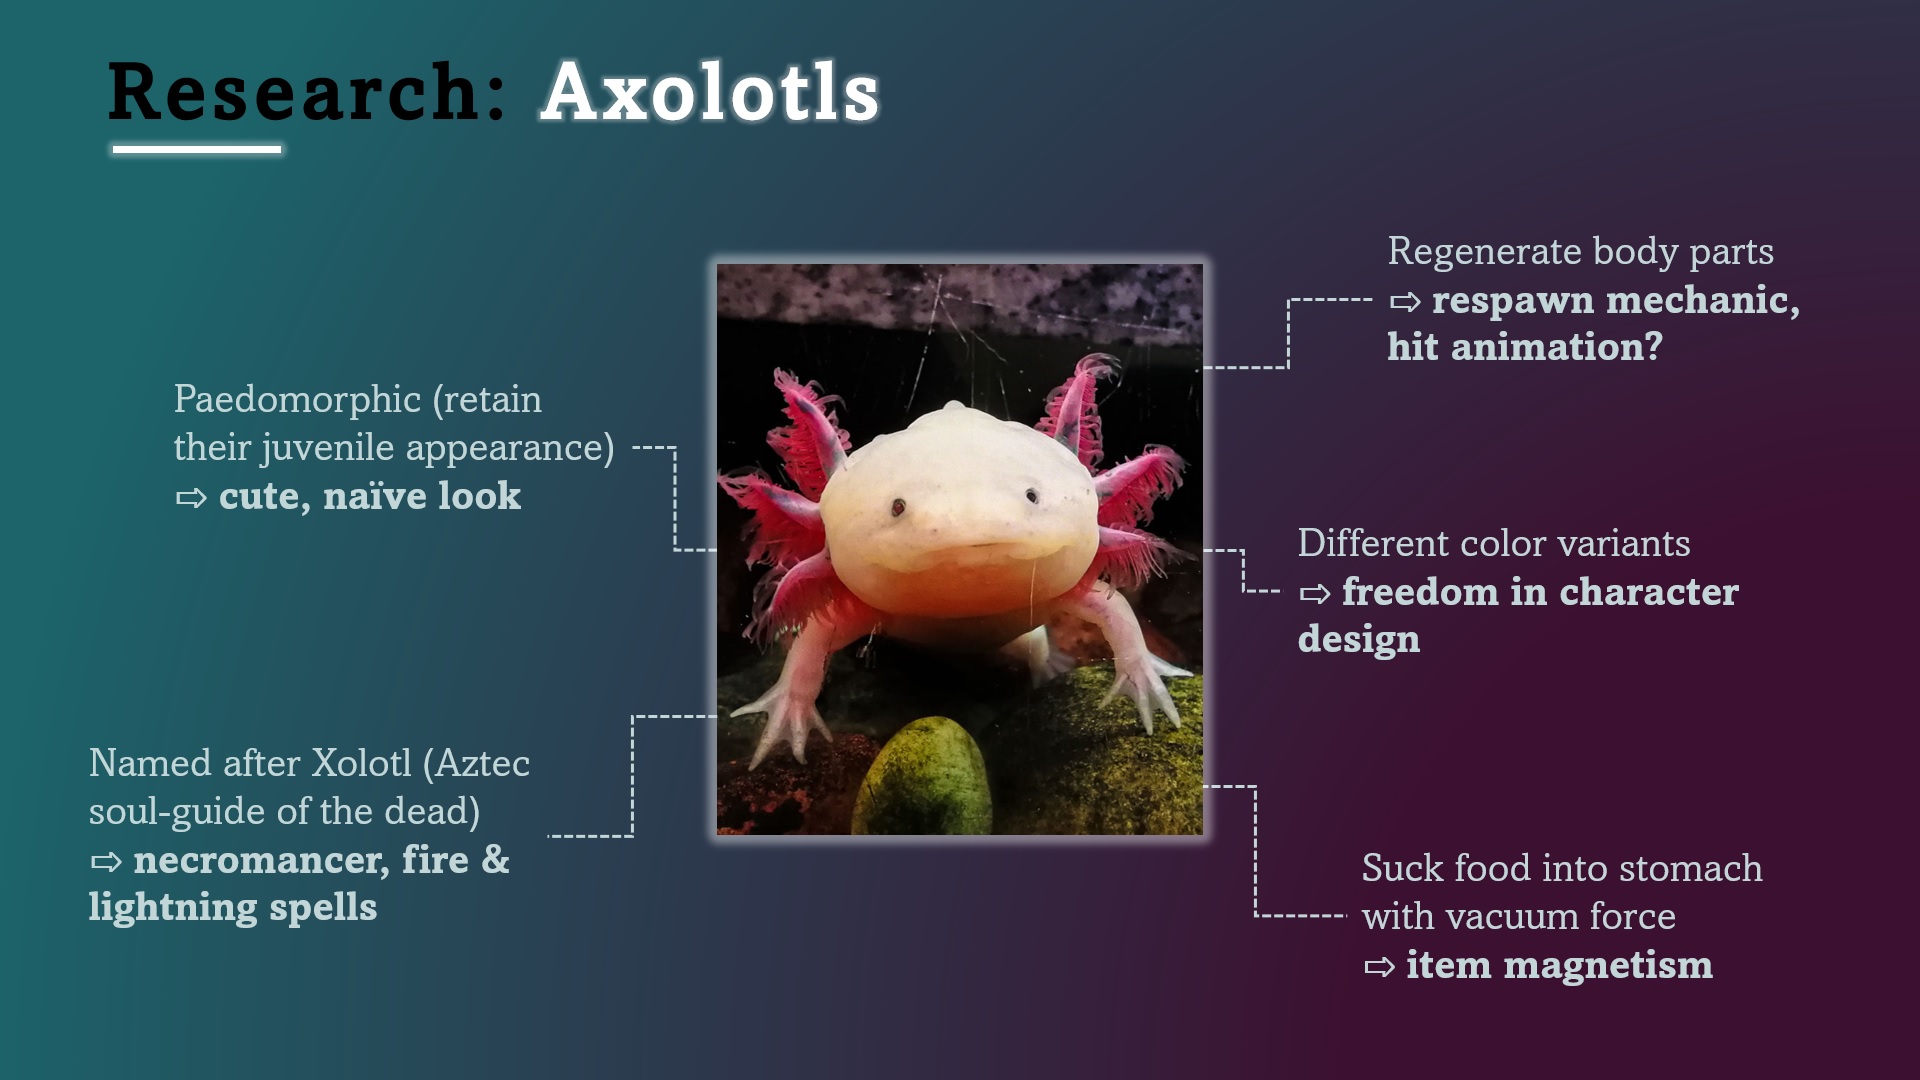 Research: Axolotls
Paedomorphic (retain
their juvenile appearance)
⇨ cute, naïve look
Named after Xolotl (Aztec
soul-guide of the dead)
⇨ necromancer, fire &
lightning spells
Regenerate body parts
⇨ respawn mechanic,
hit animation?
Different color variants
⇨ freedom in character
design
Suck food into stomach
with vacuum force
⇨ item magnetism